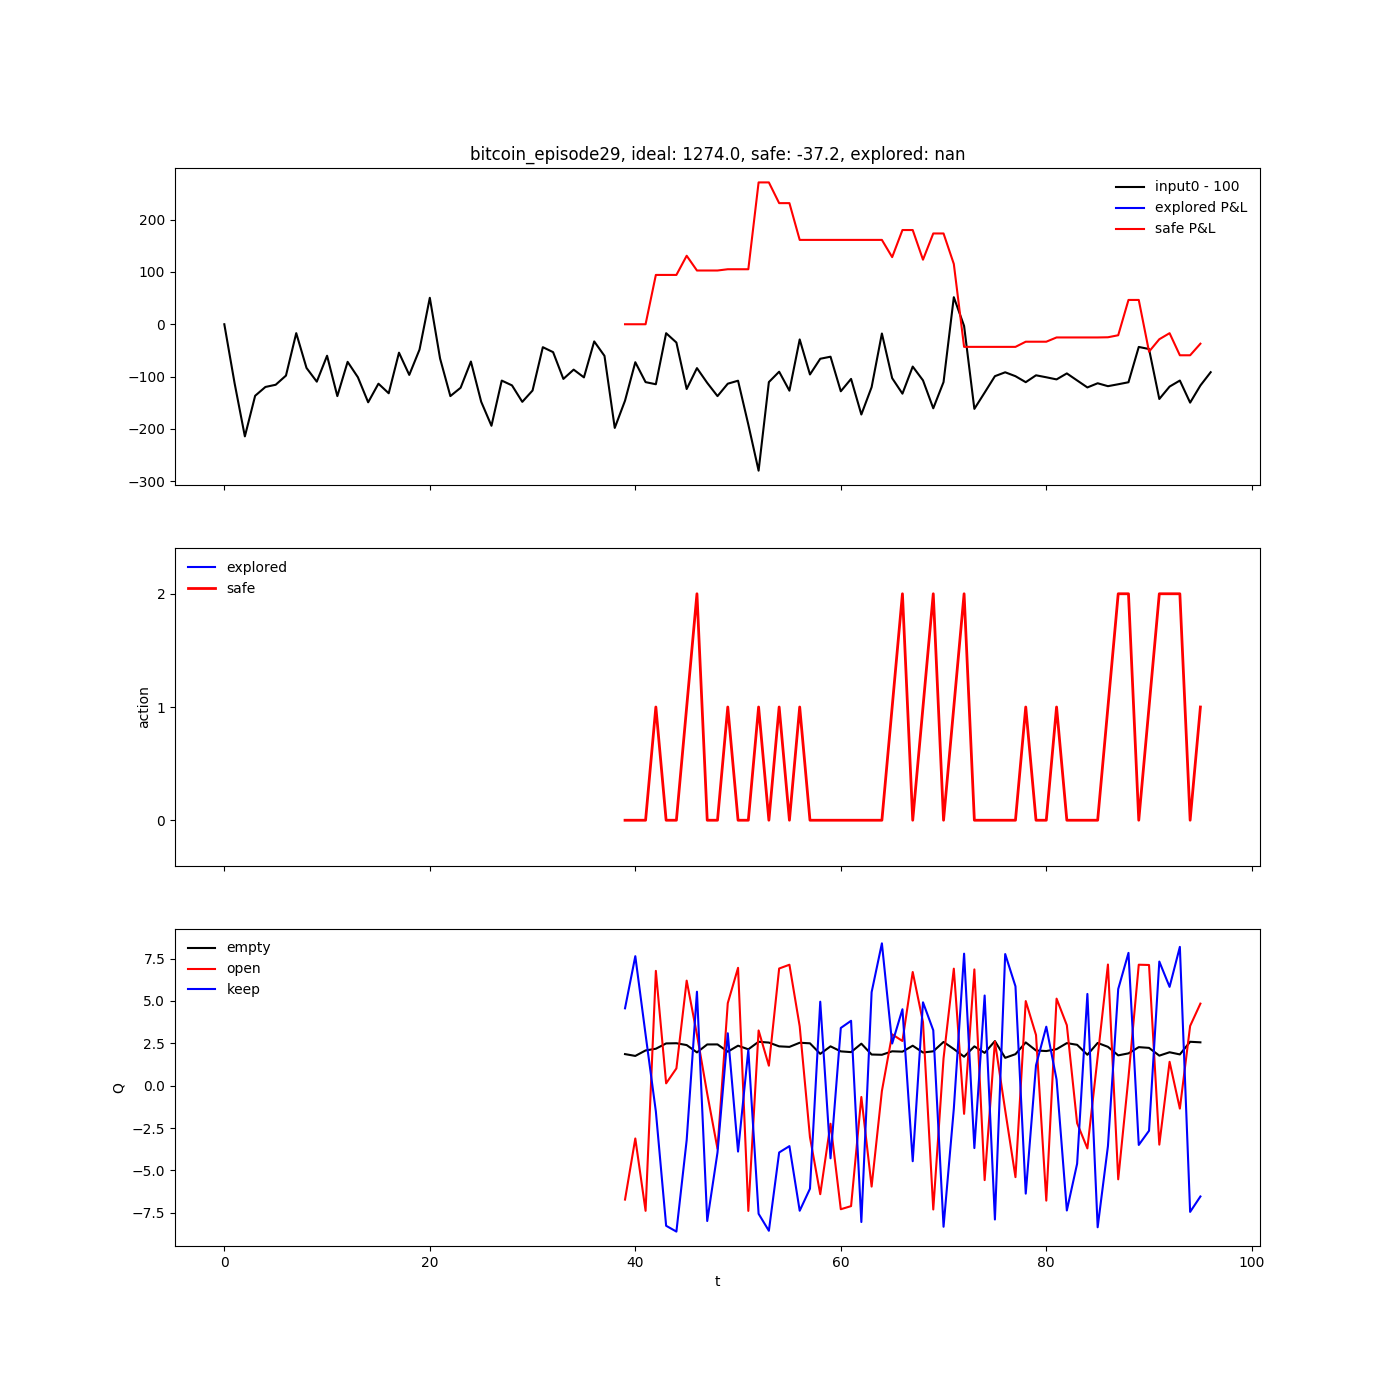 bitcoin_episode29, ideal: 1274.0, safe: -37.2, explored: nan
input0 - 100
explored P&L
safe P&L
200
100
0
−100
−200
−300
explored
safe
2
1
0
action
empty
open
keep
7.5
5.0
2.5
0.0
−2.5
−5.0
−7.5
Q
0 20 40 60 80 100
t